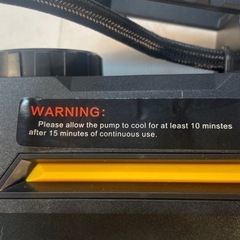 WARNING:
Please allow the pump to cool for at least 10 minstes
after 15 minutes of continuous use.